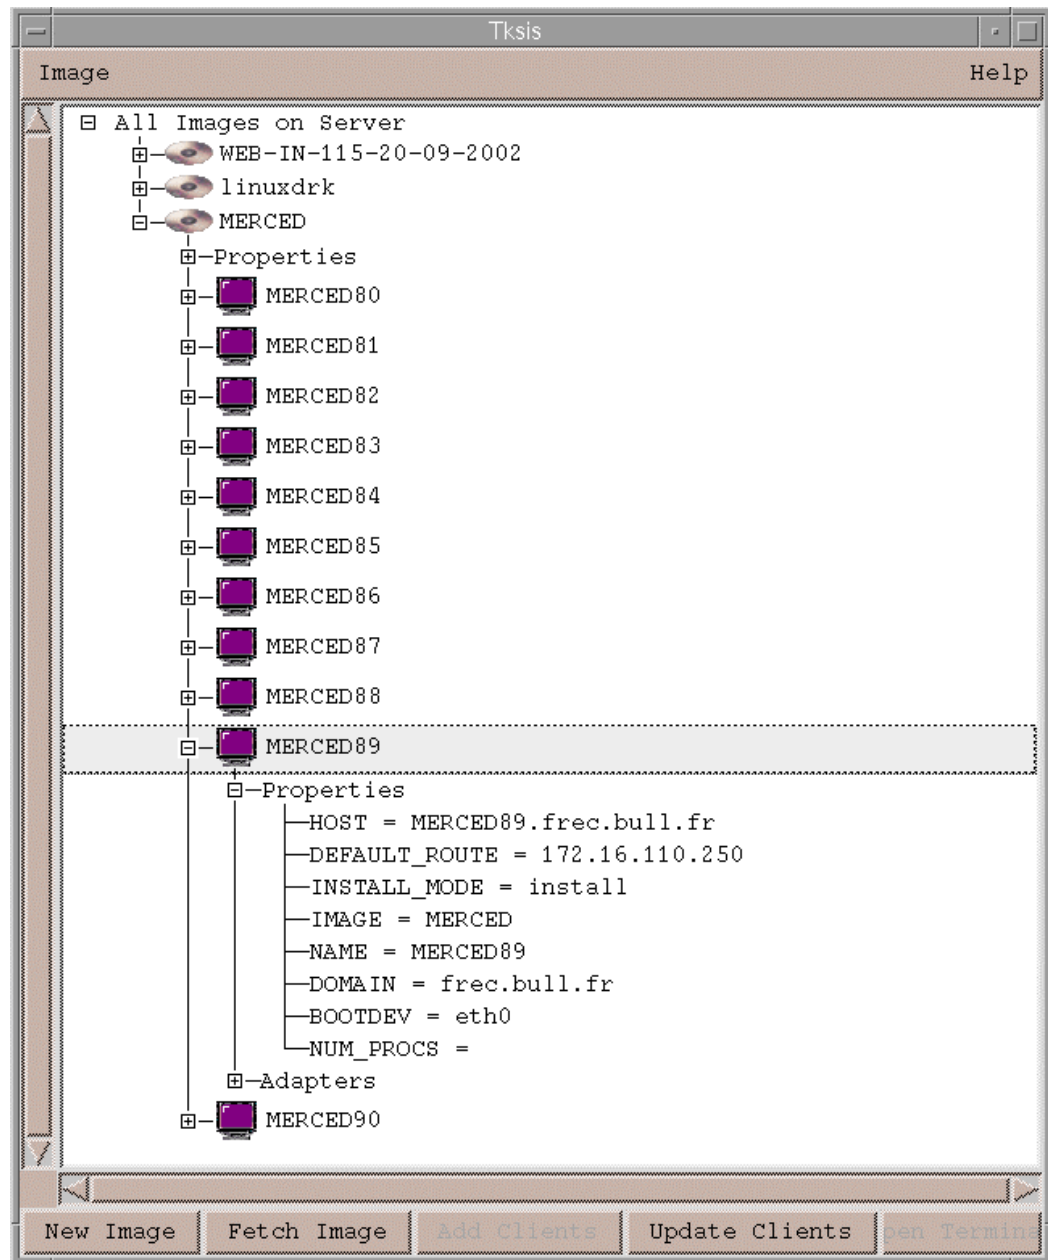 Tksis
Image Help
All Images on Server
WEB-IN-115-20-09-2002
linuxdrk
MERCED
Properties
MERCED80
MERCED81
MERCED82
MERCED83
MERCED84
MERCED85
MERCED86
MERCED87
MERCED88
MERCED89
Properties
HOST = MERCED89.frec.bull.fr
DEFAULT_ROUTE = 172.16.110.250
INSTALL_MODE = install
IMAGE = MERCED
NAME = MERCED89
DOMAIN = frec.bull.fr
BOOTDEV = eth0
NUM_PROCS =
Adapters
MERCED90
New Image Fetch Image Add Clients Update Clients pen Termina